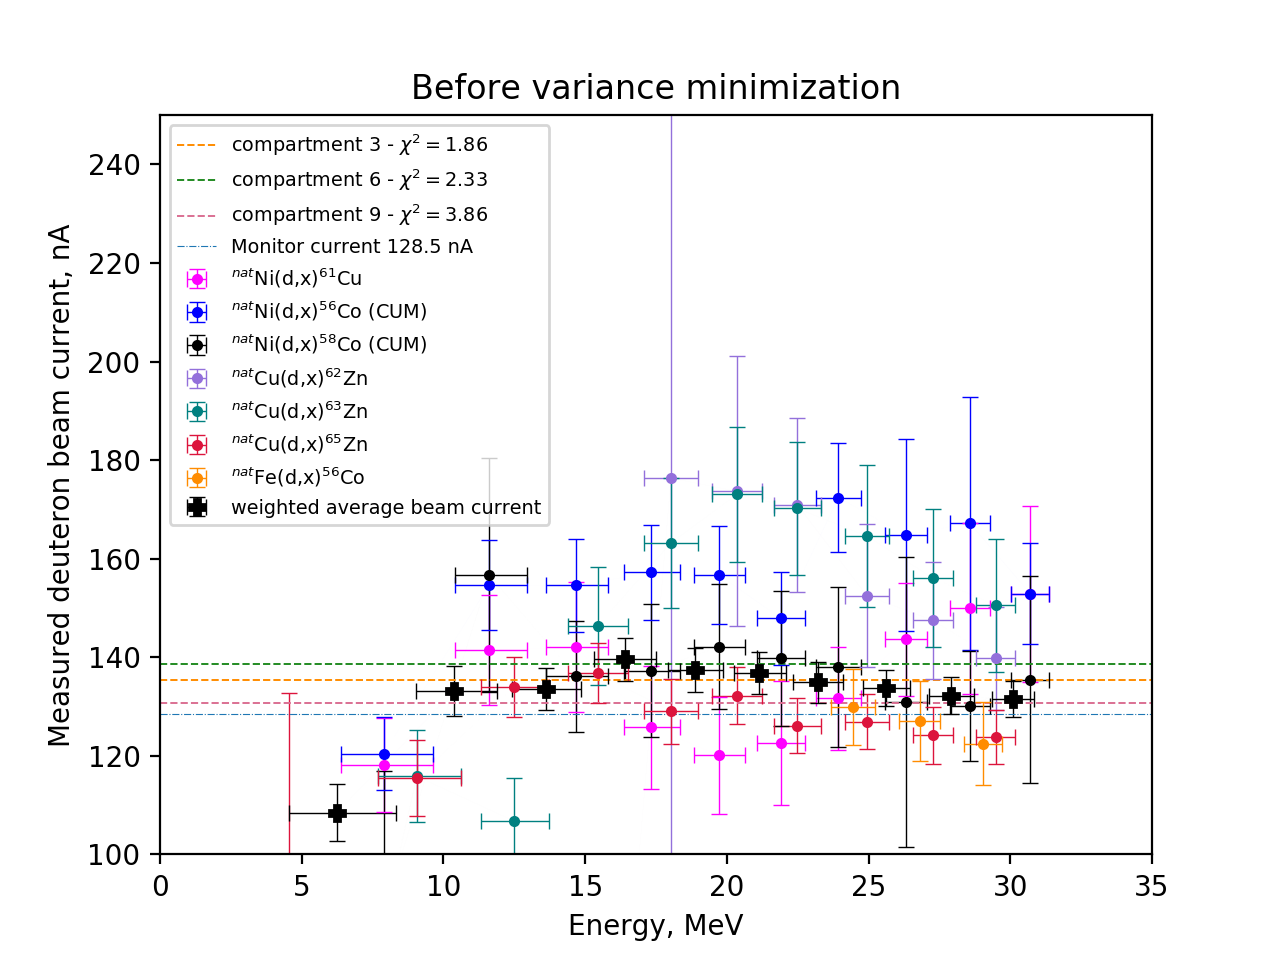 Before variance minimization
compartment 3 - χ² = 1.86
compartment 6 - χ² = 2.33
compartment 9 - χ² = 3.86
Monitor current 128.5 nA
ⁿᵃᵗNi(d,x)⁶¹Cu
ⁿᵃᵗNi(d,x)⁵⁶Co (CUM)
ⁿᵃᵗNi(d,x)⁵⁸Co (CUM)
ⁿᵃᵗCu(d,x)⁶²Zn
ⁿᵃᵗCu(d,x)⁶³Zn
ⁿᵃᵗCu(d,x)⁶⁵Zn
ⁿᵃᵗFe(d,x)⁵⁶Co
weighted average beam current
Measured deuteron beam current, nA
240
220
200
180
160
140
120
100
0 5 10 15 20 25 30 35
Energy, MeV